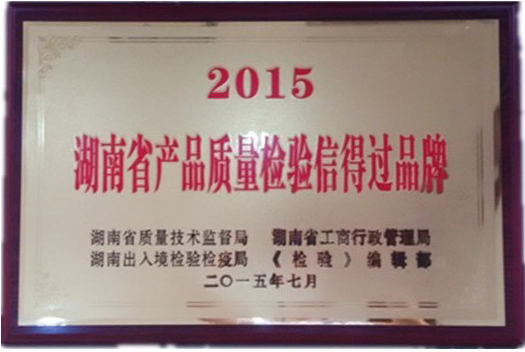 2015
湖南省产品质量检验信得过品牌
湖南省质量技术监督局 湖南省工商行政管理局
湖南出入境检验检疫局 《检验》编辑部
二〇一五年七月